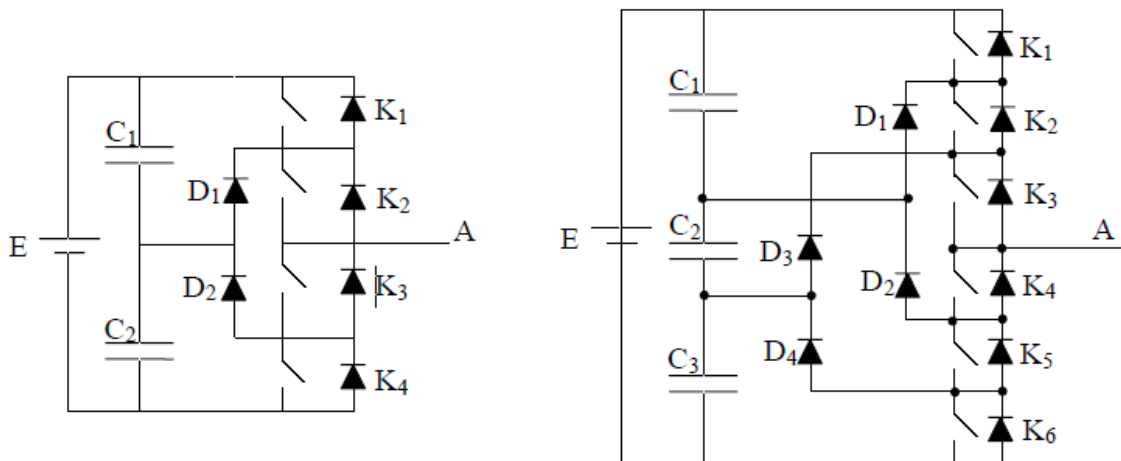 K₁
C₁
D₁
K₂
E
A
D₂
K₃
C₂
K₄
K₁
C₁
D₁
K₂
K₃
E
C₂
D₃
A
D₂
K₄
C₃
D₄
K₅
K₆